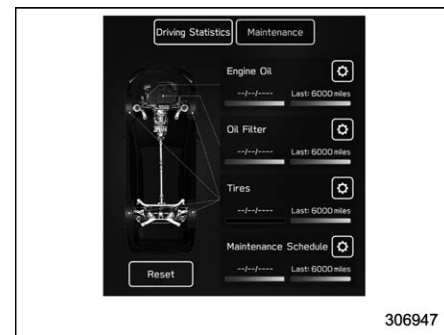 Driving Statistics Maintenance
Engine Oil
--/--/---- Last: 6000 miles
Oil Filter
--/--/---- Last: 6000 miles
Tires
--/--/---- Last: 6000 miles
Maintenance Schedule
--/--/---- Last: 6000 miles
Reset
306947